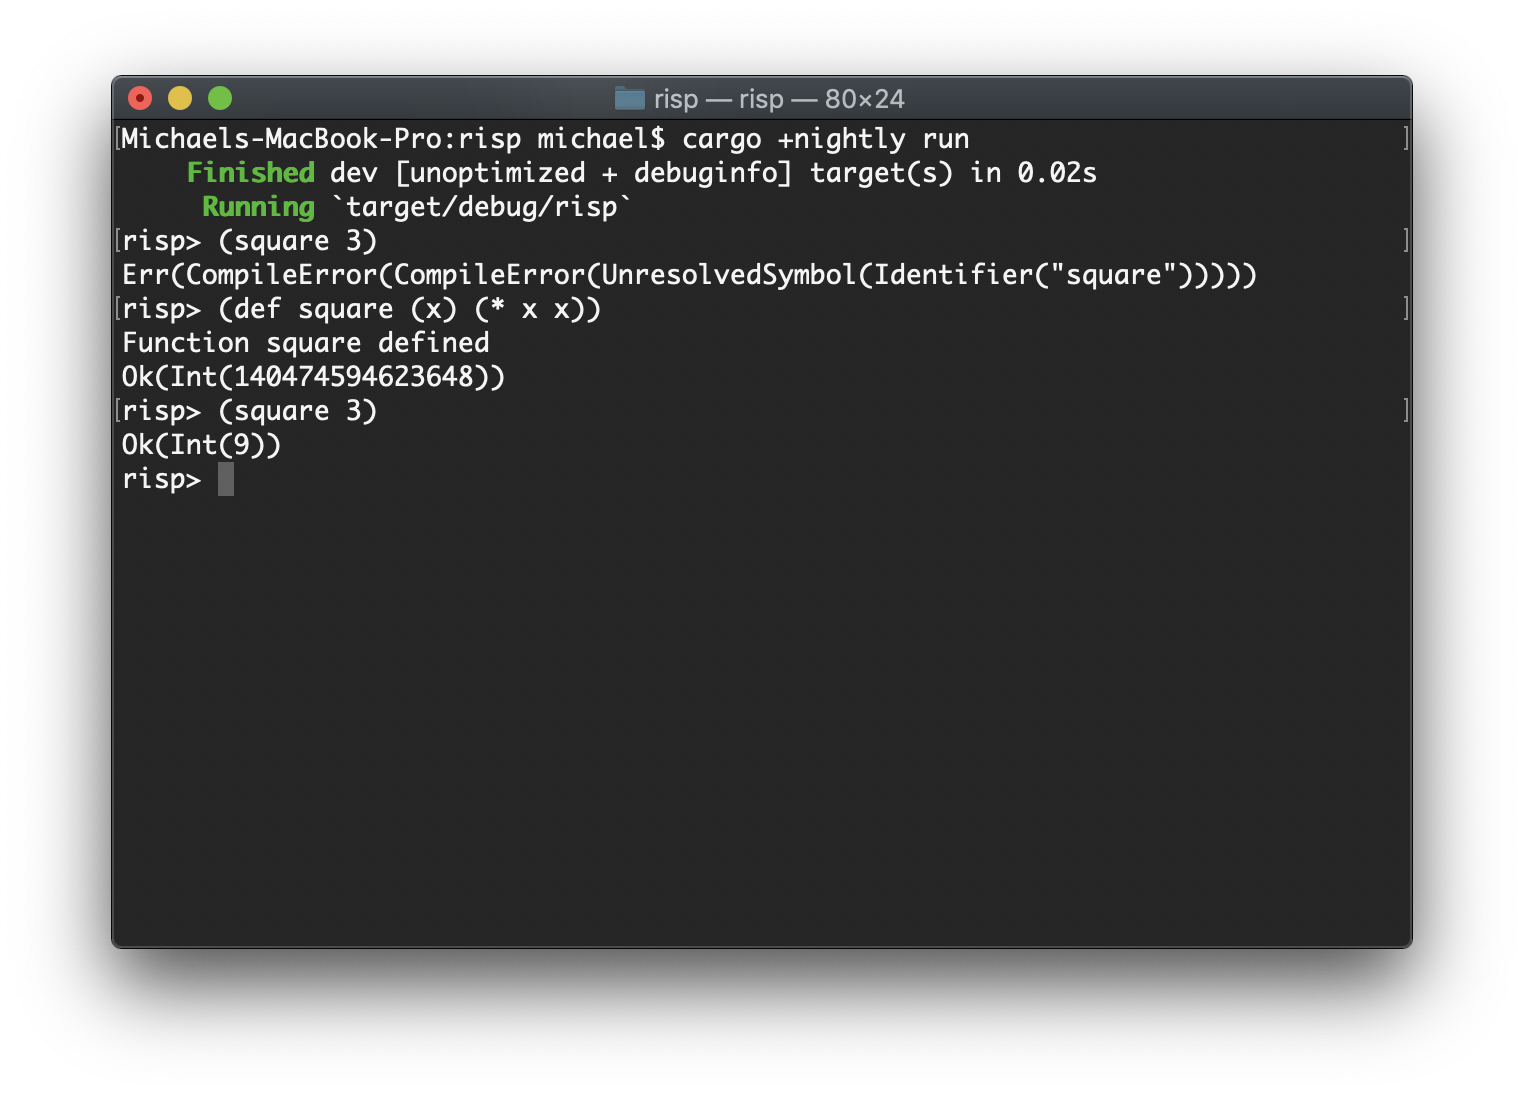 risp — risp — 80×24
[Michaels-MacBook-Pro:risp michael$ cargo +nightly run ]
    Finished dev [unoptimized + debuginfo] target(s) in 0.02s
     Running `target/debug/risp`
[risp> (square 3) ]
Err(CompileError(CompileError(UnresolvedSymbol(Identifier("square")))))
[risp> (def square (x) (* x x)) ]
Function square defined
Ok(Int(140474594623648))
[risp> (square 3) ]
Ok(Int(9))
risp>